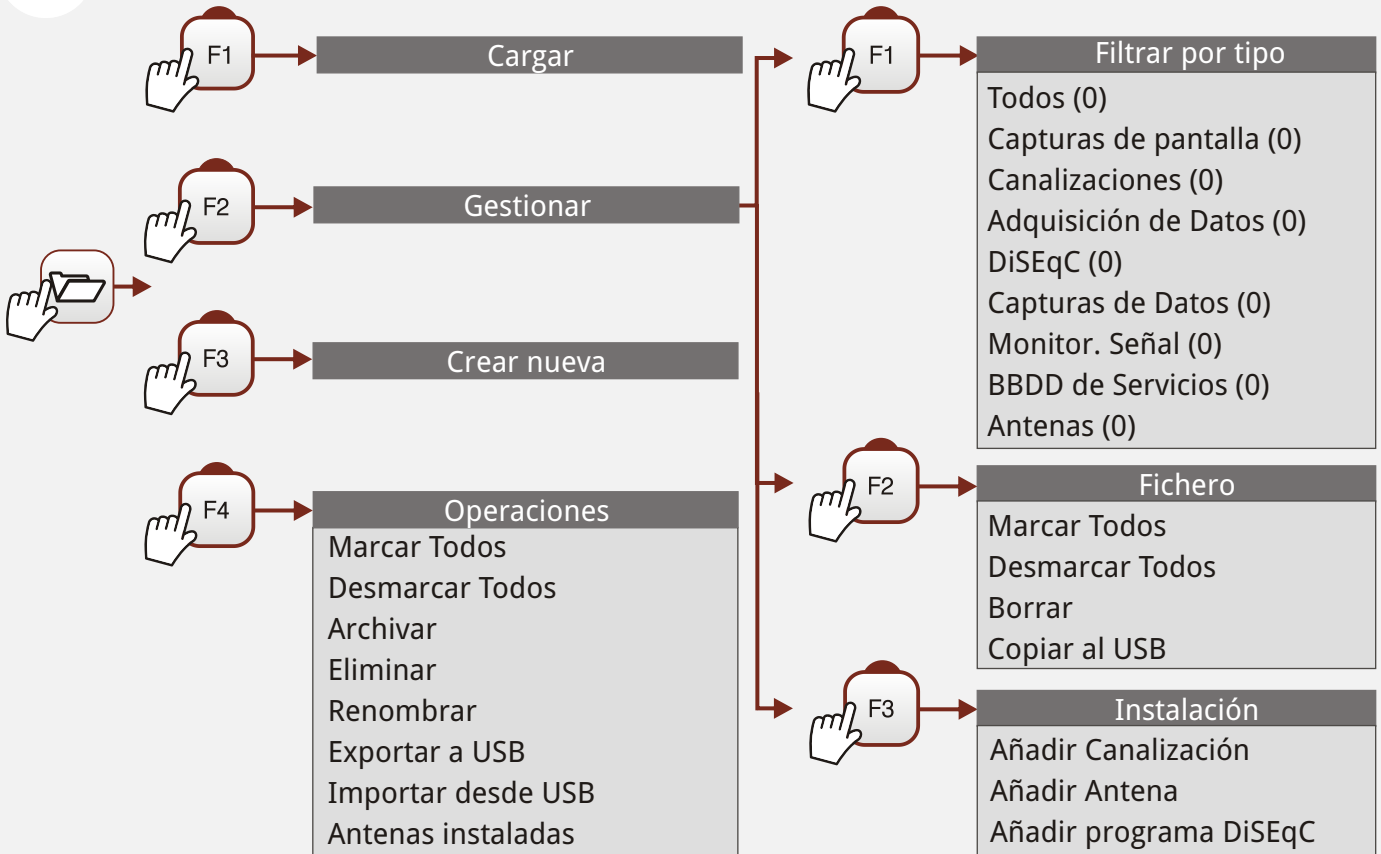 F1
Cargar
F2
Gestionar
F3
Crear nueva
F4
Operaciones
Marcar Todos
Desmarcar Todos
Archivar
Eliminar
Renombrar
Exportar a USB
Importar desde USB
Antenas instaladas
F1
Filtrar por tipo
Todos (0)
Capturas de pantalla (0)
Canalizaciones (0)
Adquisición de Datos (0)
DiSEqC (0)
Capturas de Datos (0)
Monitor. Señal (0)
BBDD de Servicios (0)
Antenas (0)
F2
Fichero
Marcar Todos
Desmarcar Todos
Borrar
Copiar al USB
F3
Instalación
Añadir Canalización
Añadir Antena
Añadir programa DiSEqC